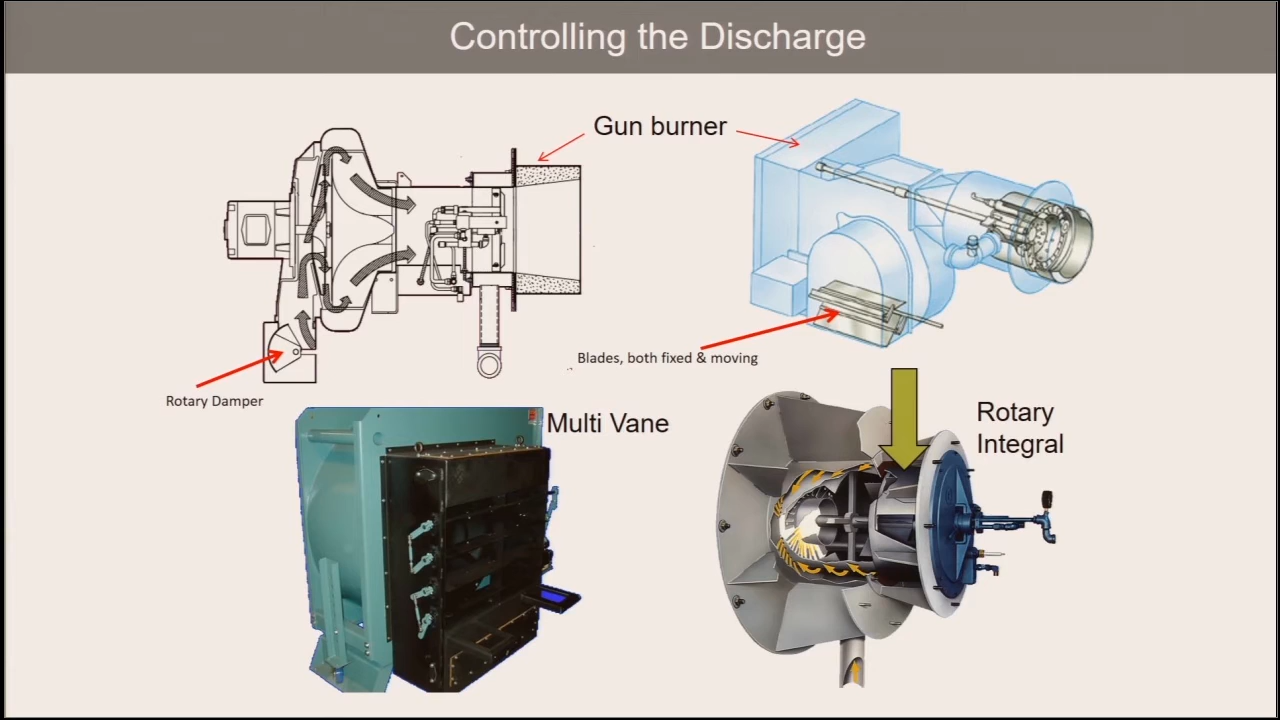 Controlling the Discharge
Gun burner
Blades, both fixed & moving
Rotary Damper
Multi Vane
Rotary
Integral